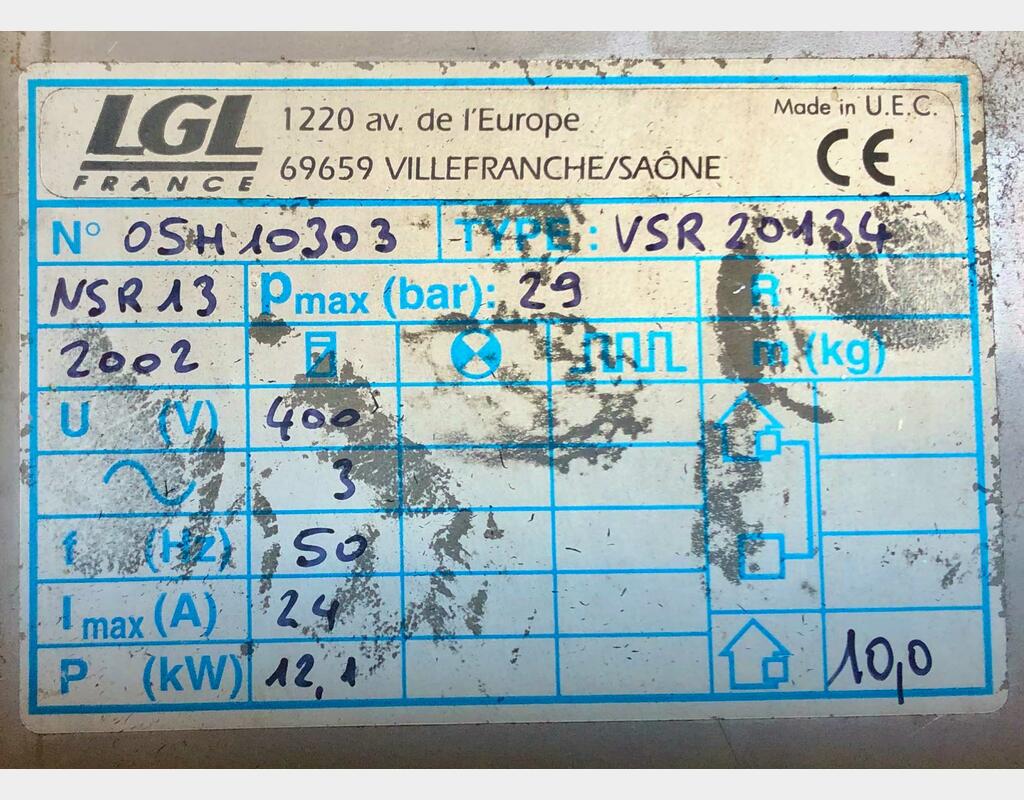 LGL
FRANCE
1220 av. de l'Europe
69659 VILLEFRANCHE/SAÔNE
Made in U.E.C.
CE
N° 05H10303 TYPE : VSR 20134
NSR13 Pmax (bar): 29 R
2002 m (kg)
U (V) 400
3
f (Hz) 50
I max (A) 24
P (kW) 12,1 10,0